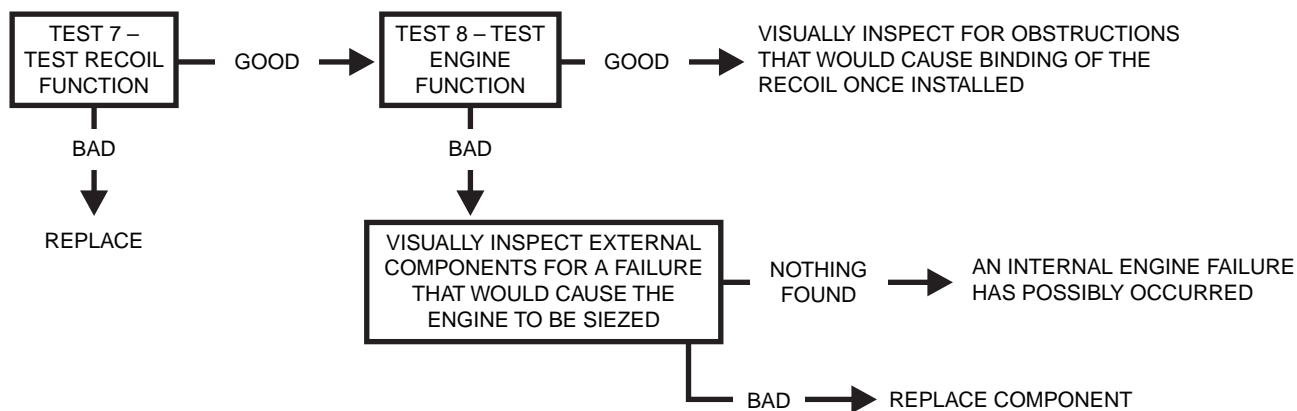 TEST 7 –
TEST RECOIL
FUNCTION
GOOD
TEST 8 – TEST
ENGINE
FUNCTION
GOOD
VISUALLY INSPECT FOR OBSTRUCTIONS
THAT WOULD CAUSE BINDING OF THE
RECOIL ONCE INSTALLED
BAD
BAD
REPLACE
VISUALLY INSPECT EXTERNAL
COMPONENTS FOR A FAILURE
THAT WOULD CAUSE THE
ENGINE TO BE SIEZED
NOTHING
FOUND
AN INTERNAL ENGINE FAILURE
HAS POSSIBLY OCCURRED
BAD
REPLACE COMPONENT